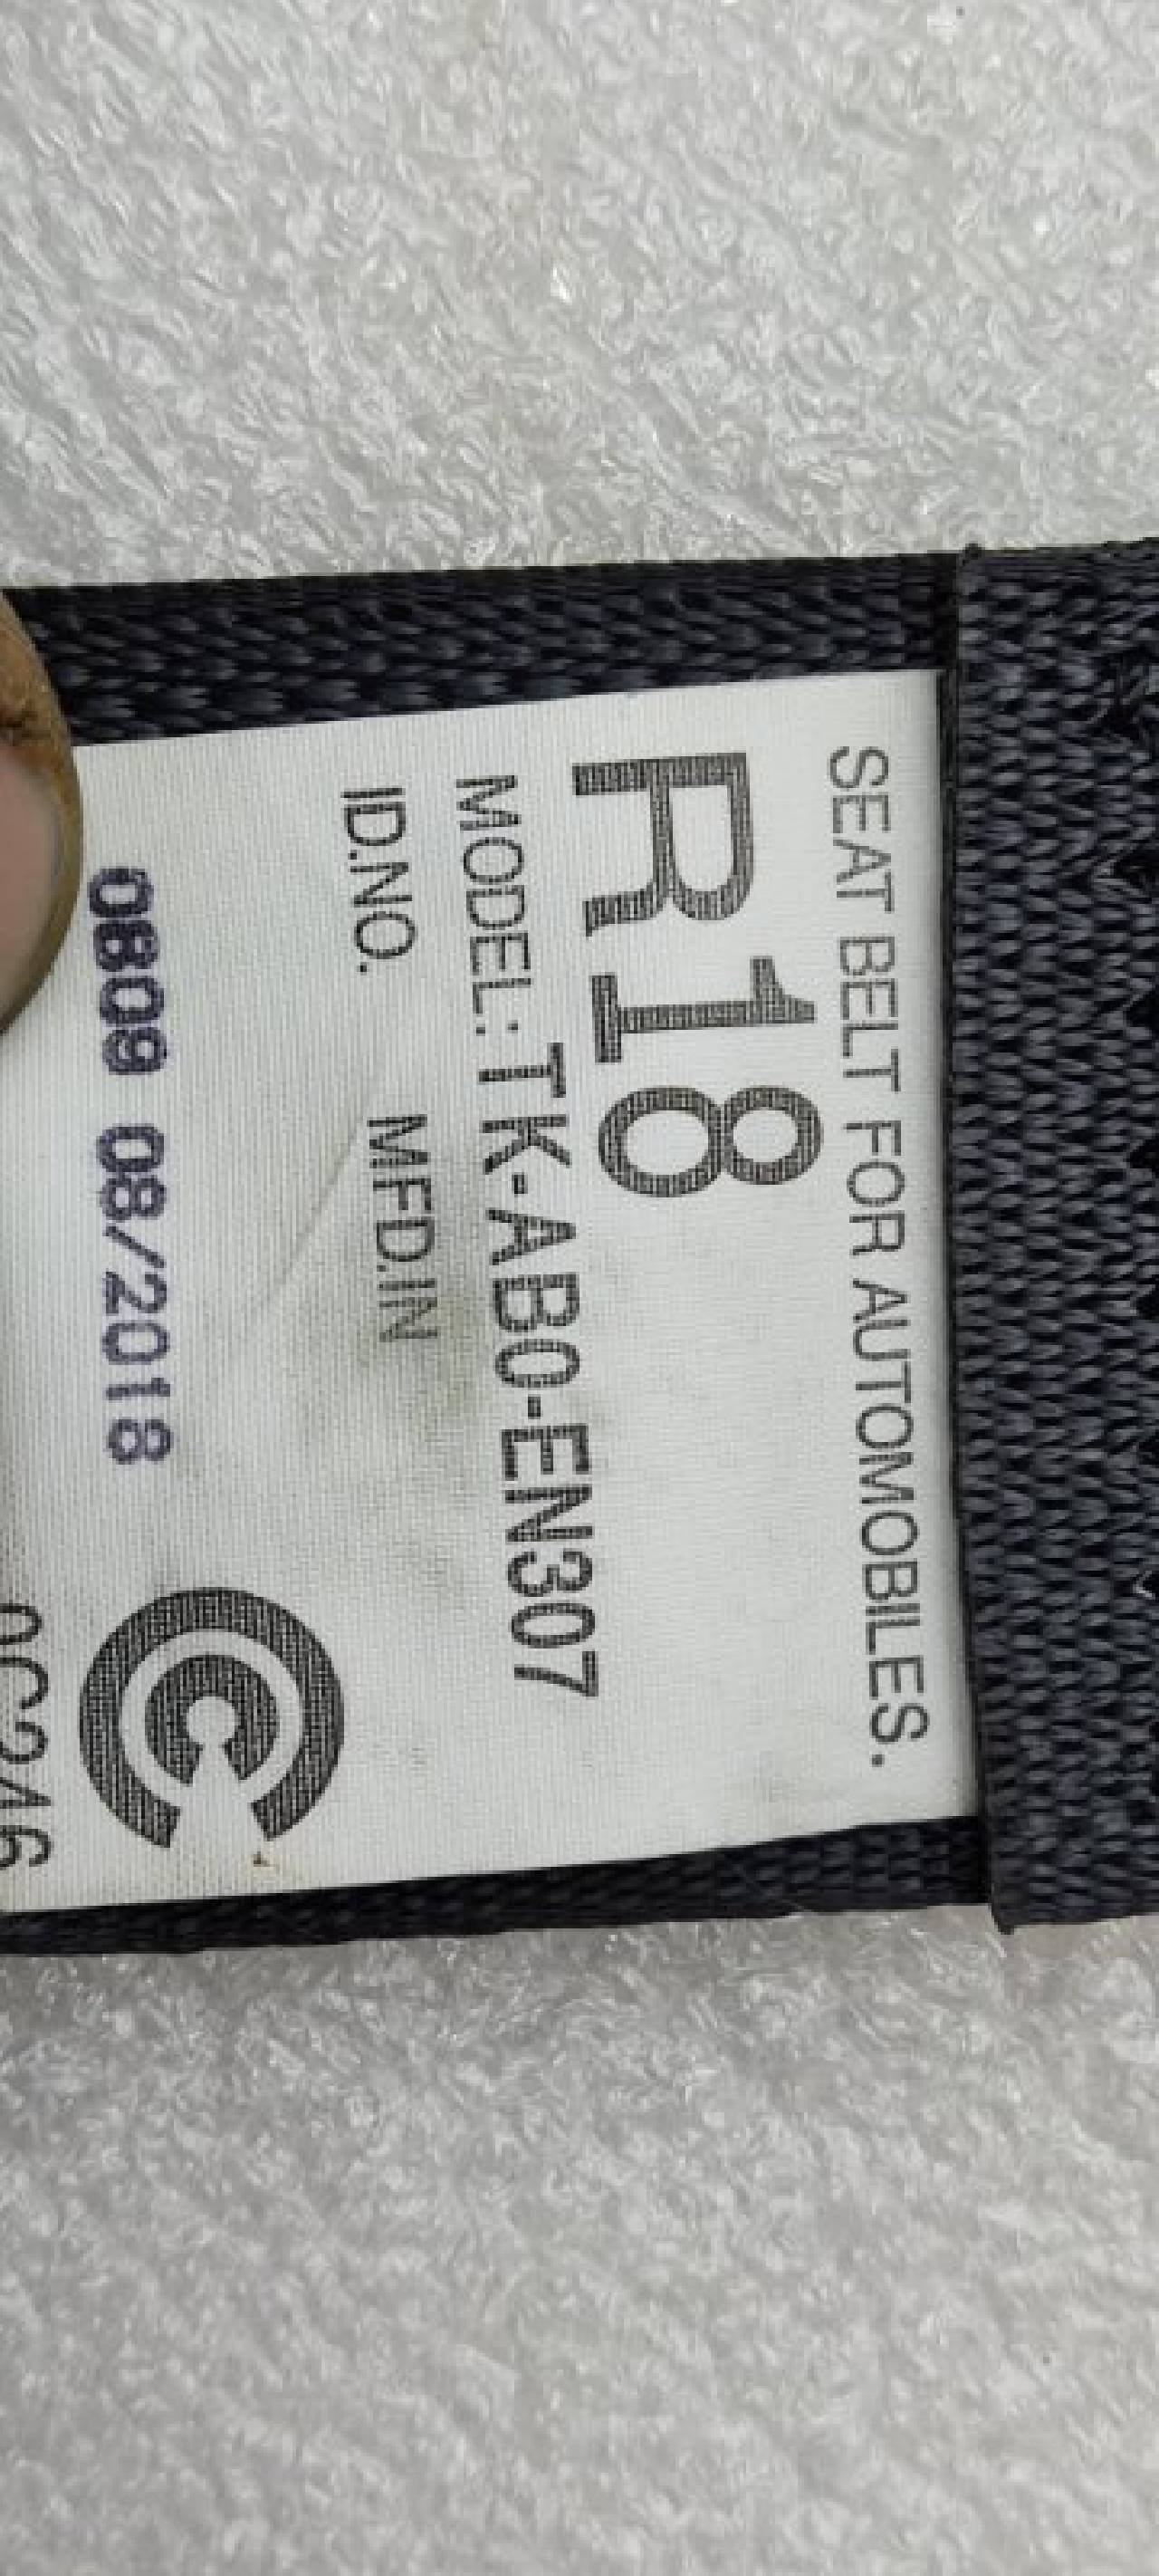 SEAT BELT FOR AUTOMOBILES.
R18
MODEL: TK-AB0-EN307
ID.NO. MFD.IN
0809 08/2018
C